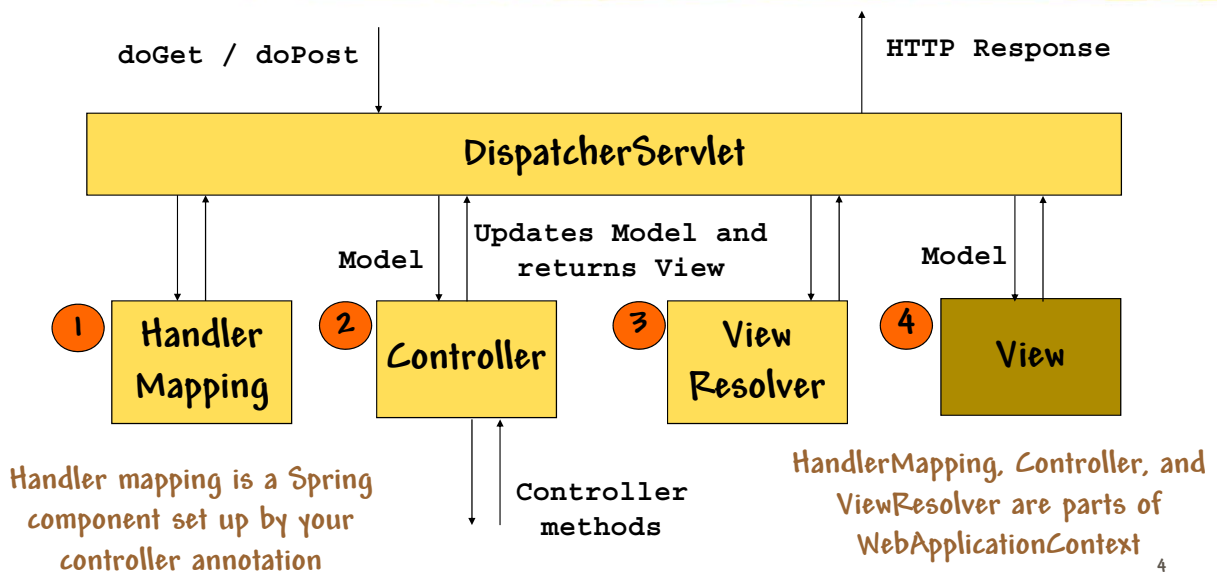 doGet / doPost
HTTP Response
DispatcherServlet
Updates Model and
returns View
Model
Model
1
Handler
Mapping
2
Controller
3
View
Resolver
4
View
Handler mapping is a Spring
component set up by your
controller annotation
Controller
methods
HandlerMapping, Controller, and
ViewResolver are parts of
WebApplicationContext
4